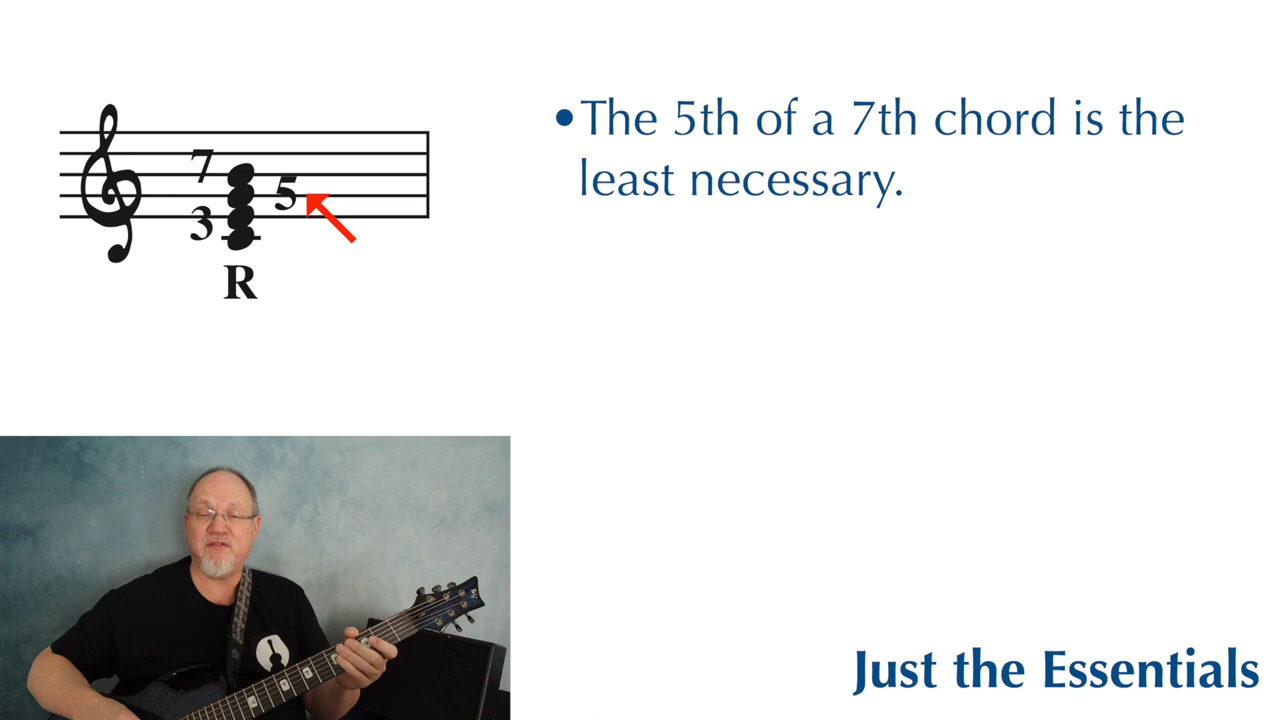 7
5
3
R
•The 5th of a 7th chord is the
least necessary.
Just the Essentials